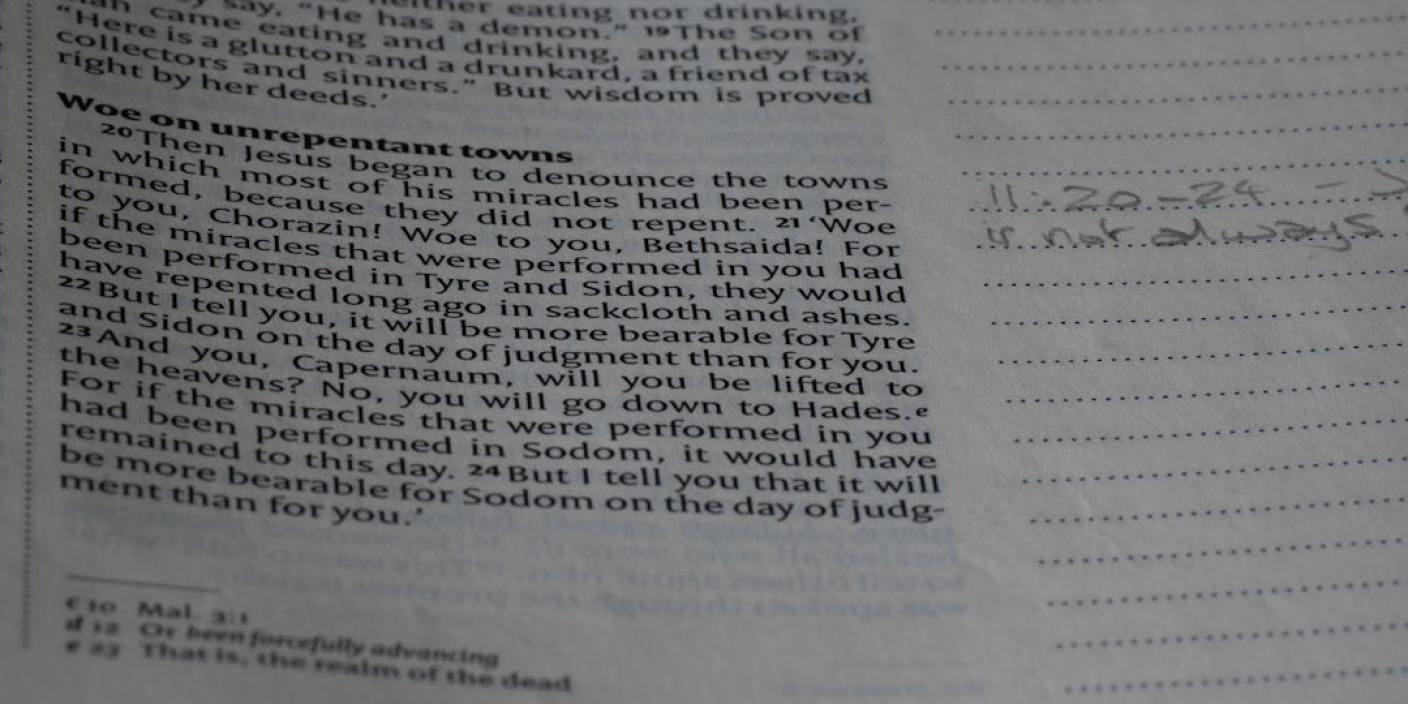 say, “He has a demon.” 19 The Son of
came eating and drinking, and they say,
“Here is a glutton and a drunkard, a friend of tax
collectors and sinners.” But wisdom is proved
right by her deeds.’
Woe on unrepentant towns
20 Then Jesus began to denounce the towns
in which most of his miracles had been per-
formed, because they did not repent. 21 ‘Woe
to you, Chorazin! Woe to you, Bethsaida! For
if the miracles that were performed in you had
been performed in Tyre and Sidon, they would
have repented long ago in sackcloth and ashes.
22 But I tell you, it will be more bearable for Tyre
and Sidon on the day of judgment than for you.
23 And you, Capernaum, will you be lifted to
the heavens? No, you will go down to Hades.e
For if the miracles that were performed in you
had been performed in Sodom, it would have
remained to this day. 24 But I tell you that it will
be more bearable for Sodom on the day of judg-
ment than for you.’
c 10 Mal. 3:1
d 12 Or been forcefully advancing
e 23 That is, the realm of the dead
11:20-24 -
is not always